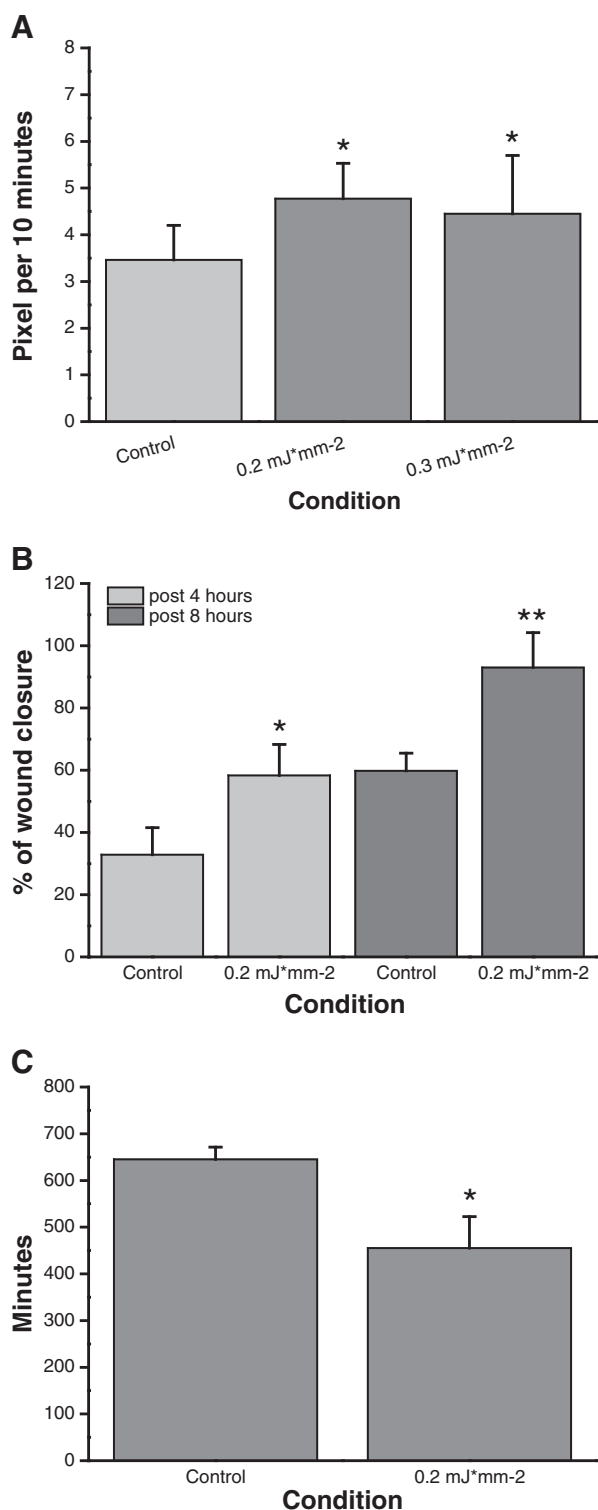 A
8
7
6
5
4
3
2
1
0
Pixel per 10 minutes
*
*
Control
0.2 mJ*mm-2
0.3 mJ*mm-2
Condition
B
120
100
80
60
40
20
0
% of wound closure
post 4 hours
post 8 hours
*
**
Control
0.2 mJ*mm-2
Control
0.2 mJ*mm-2
Condition
C
800
700
600
500
400
300
200
100
0
Minutes
*
Control
0.2 mJ*mm-2
Condition